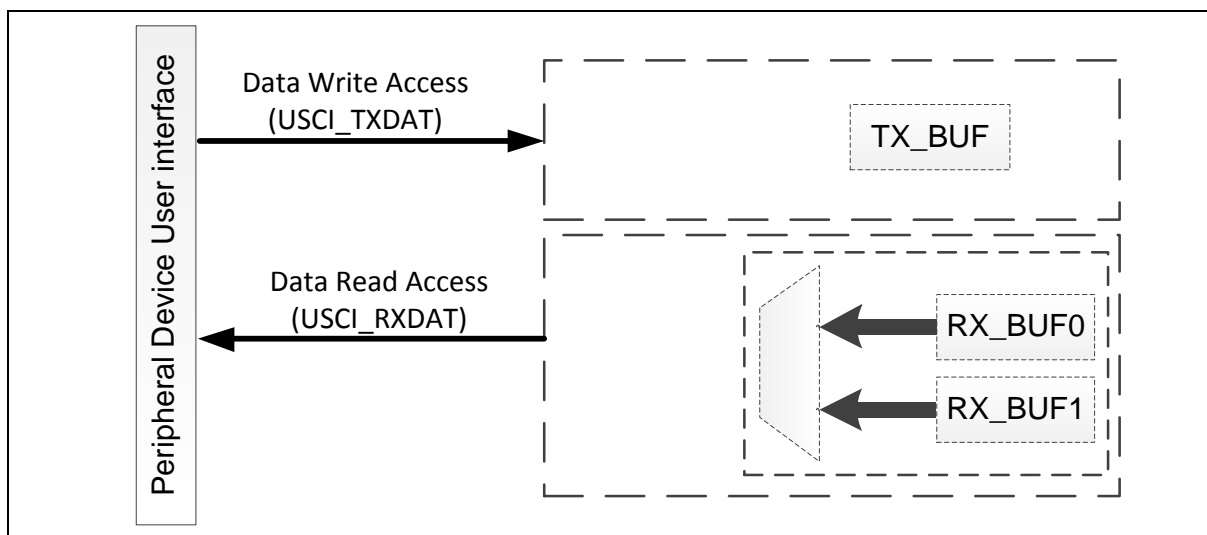 Peripheral Device User interface
Data Write Access
(USCI_TXDAT)
TX_BUF
Data Read Access
(USCI_RXDAT)
RX_BUF0
RX_BUF1